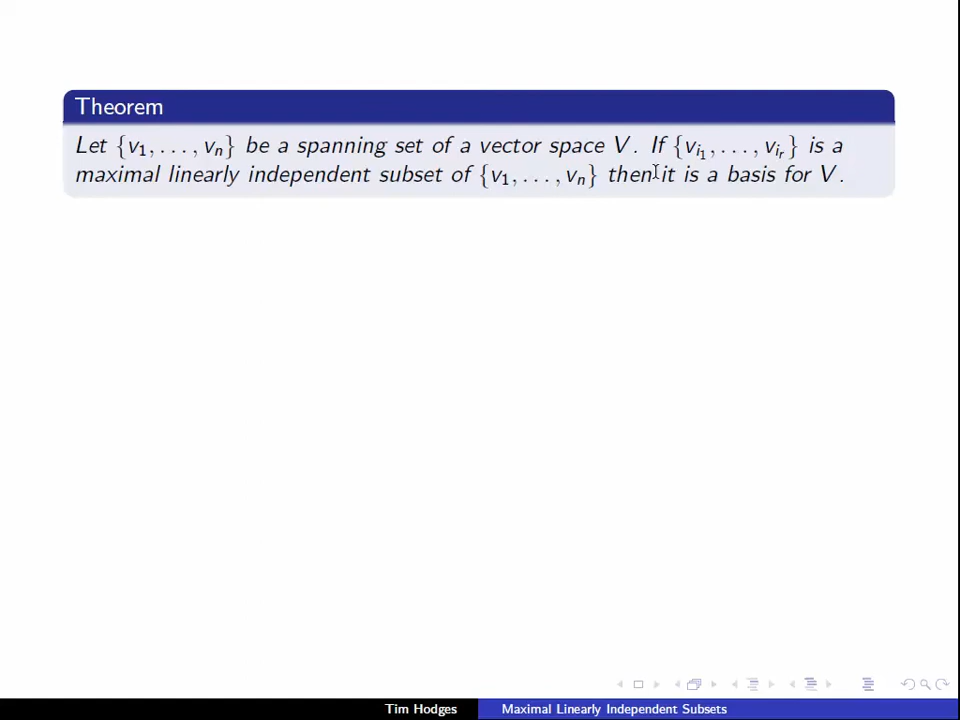 Theorem
Let {v₁, . . . , vₙ} be a spanning set of a vector space V. If {vᵢ₁, . . . , vᵢᵣ} is a
maximal linearly independent subset of {v₁, . . . , vₙ} then it is a basis for V.
Tim Hodges
Maximal Linearly Independent Subsets